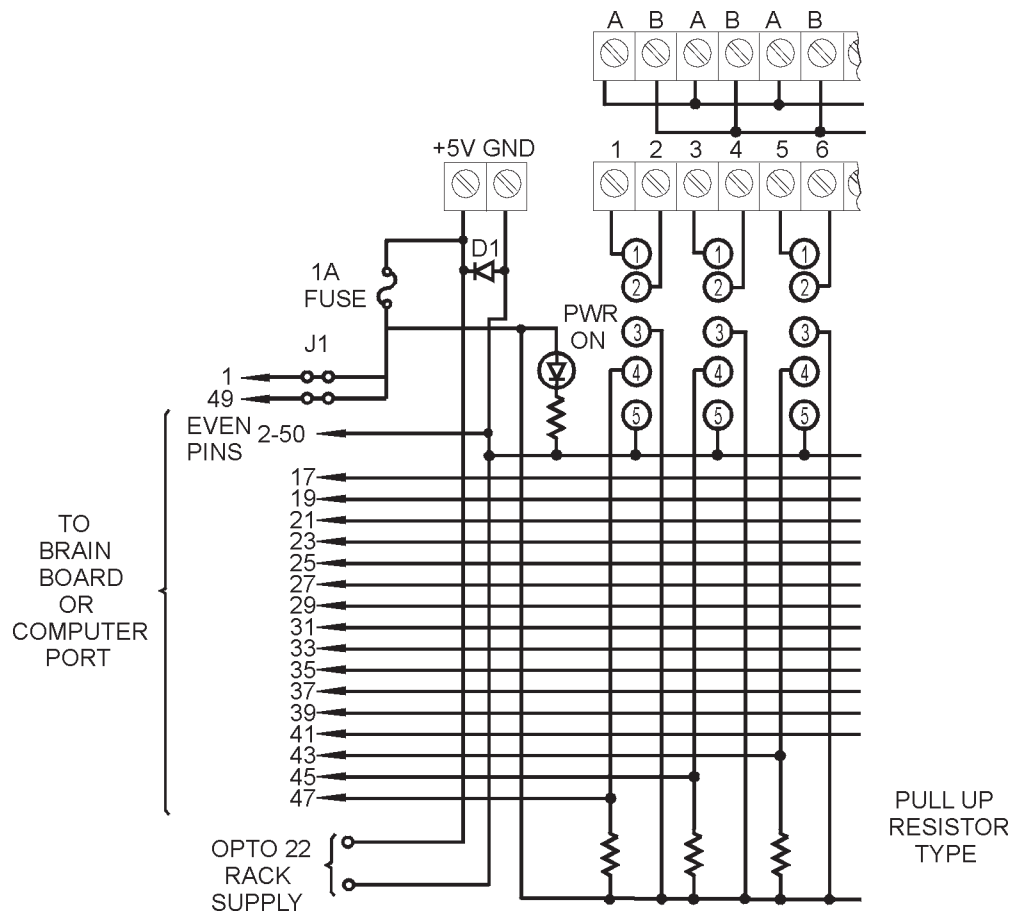 A B A B A B
+5V GND
1 2 3 4 5 6
D1
1A
FUSE
PWR
ON
J1
1 1 1
2 2 2
3 3 3
4 4 4
5 5 5
1
49
EVEN
PINS
2-50
17
19
21
23
25
27
29
31
33
35
37
39
41
43
45
47
TO
BRAIN
BOARD
OR
COMPUTER
PORT
OPTO 22
RACK
SUPPLY
PULL UP
RESISTOR
TYPE